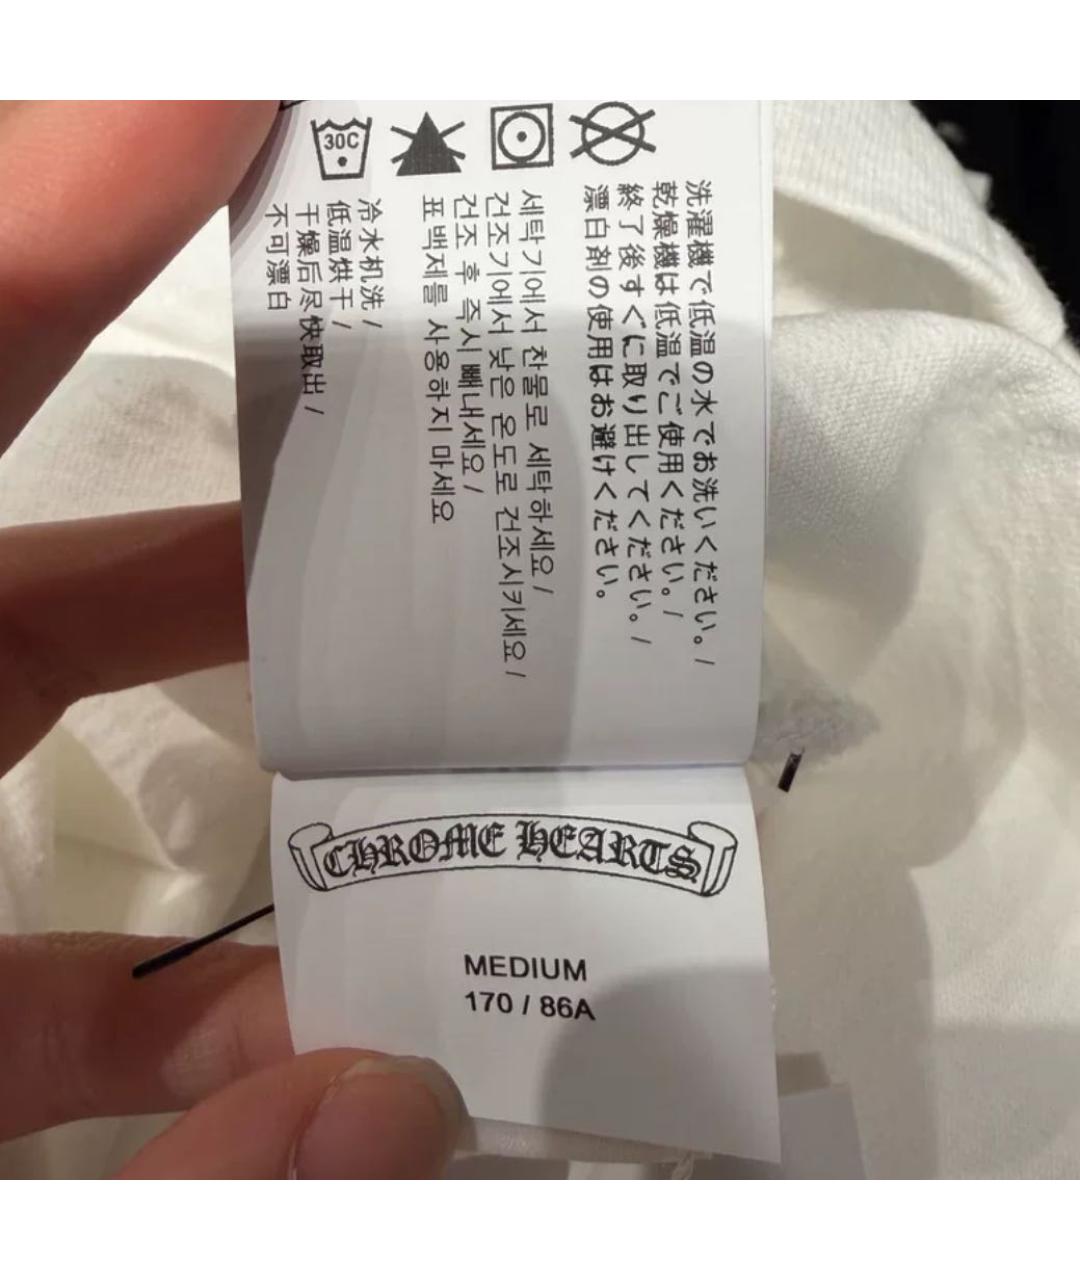 30C
洗濯機で低温の水でお洗いください。/
乾燥機は低温でご使用ください。/
終了後すぐに取り出してください。/
漂白剤の使用はお避けください。
세탁기에서 찬물로 세탁하세요/
건조기에서 낮은 온도로 건조시키세요/
건조 후 즉시 빼내세요/
표백제를 사용하지 마세요
冷水机洗/
低温烘干/
干燥后尽快取出/
不可漂白
CHROME HEARTS
MEDIUM
170 / 86A